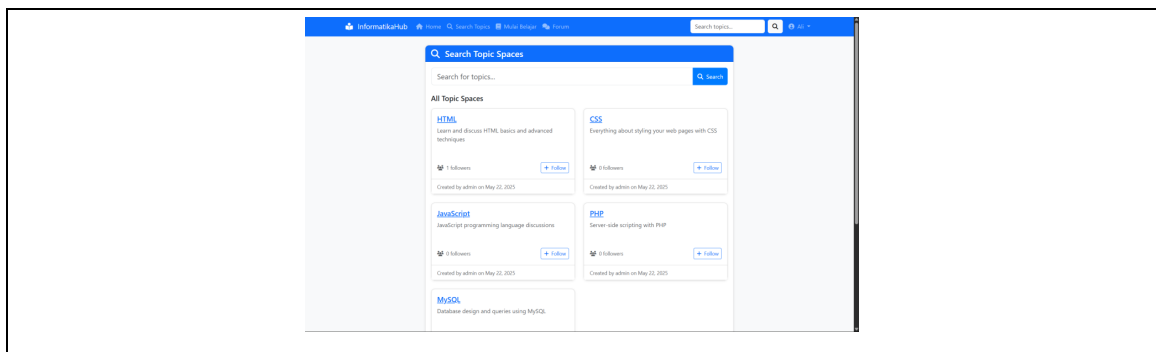 InformatikaHub Home Search Topics Mulai Belajar Forum Search topics... Ali
Search Topic Spaces
Search for topics... Search
All Topic Spaces
HTML
Learn and discuss HTML basics and advanced
techniques
1 followers + Follow
Created by admin on May 22, 2025
CSS
Everything about styling your web pages with CSS
0 followers + Follow
Created by admin on May 22, 2025
JavaScript
JavaScript programming language discussions
0 followers + Follow
Created by admin on May 22, 2025
PHP
Server-side scripting with PHP
0 followers + Follow
Created by admin on May 22, 2025
MySQL
Database design and queries using MySQL